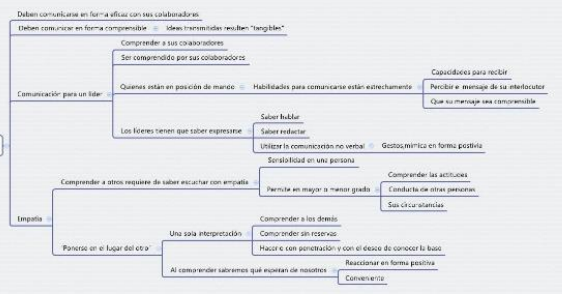 Deben comunicarse en forma eficaz con sus colaboradores
Deben comunicar en forma comprensible
Ideas transmitidas resulten "tangibles"
Comunicación para un líder
Comprender a sus colaboradores
Ser comprendido por sus colaboradores
Quienes están en posición de mando
Habilidades para comunicarse están estrechamente
Capacidades para recibir
Percibir e mensaje de su interlocutor
Que su mensaje sea comprensible
Los líderes tienen que saber expresarse
Saber hablar
Saber redactar
Utilizar la comunicación no verbal
Gestos,mímica en forma postivia
Empatía
Comprender a otros requiere de saber escuchar con empatía
Sensibilidad en una persona
Permite en mayor o menor grado
Comprender las actitudes
Conducta de otras personas
Sus circunstancias
"Ponerse en el lugar del otro"
Una sola interpretación
Comprender a los demás
Comprender sin reservas
Hacerlo con penetración y con el deseo de conocer la base
Al comprender sabremos qué esperan de nosotros
Reaccionar en forma positiva
Conveniente